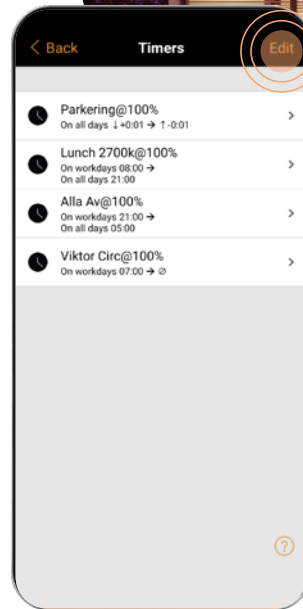 < Back Timers Edit
Parkering@100%
On all days ↓+0:01 → ↑-0:01
Lunch 2700k@100%
On workdays 08:00 →
On all days 21:00
Alla Av@100%
On workdays 21:00 →
On all days 05:00
Viktor Circ@100%
On workdays 07:00 → ∅
?